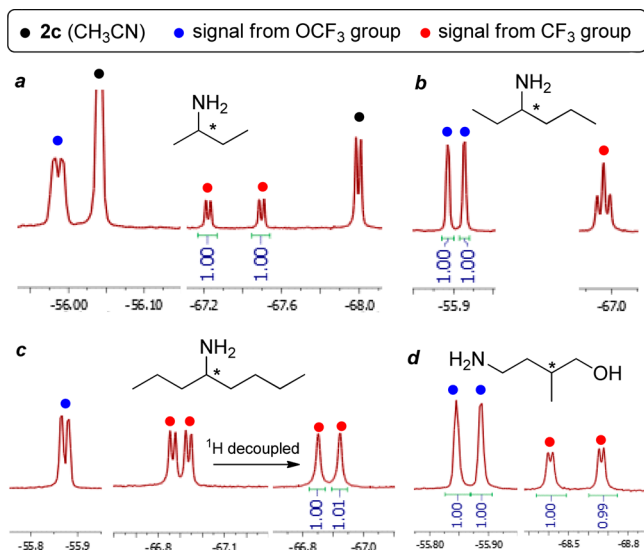 2c (CH₃CN) signal from OCF₃ group signal from CF₃ group
a
NH₂
*
1.00 1.00
-56.00 -56.10 -67.2 -67.6 -68.0
b
NH₂
*
1.00 1.00
-55.9 -67.0
c
NH₂
*
¹H decoupled
1.00 1.01
-55.8 -55.9 -66.8 -67.1 -66.8 -67.0
d
H₂N
*
OH
1.00 1.00 1.00 0.99
-55.80 -55.90 -68.5 -68.8